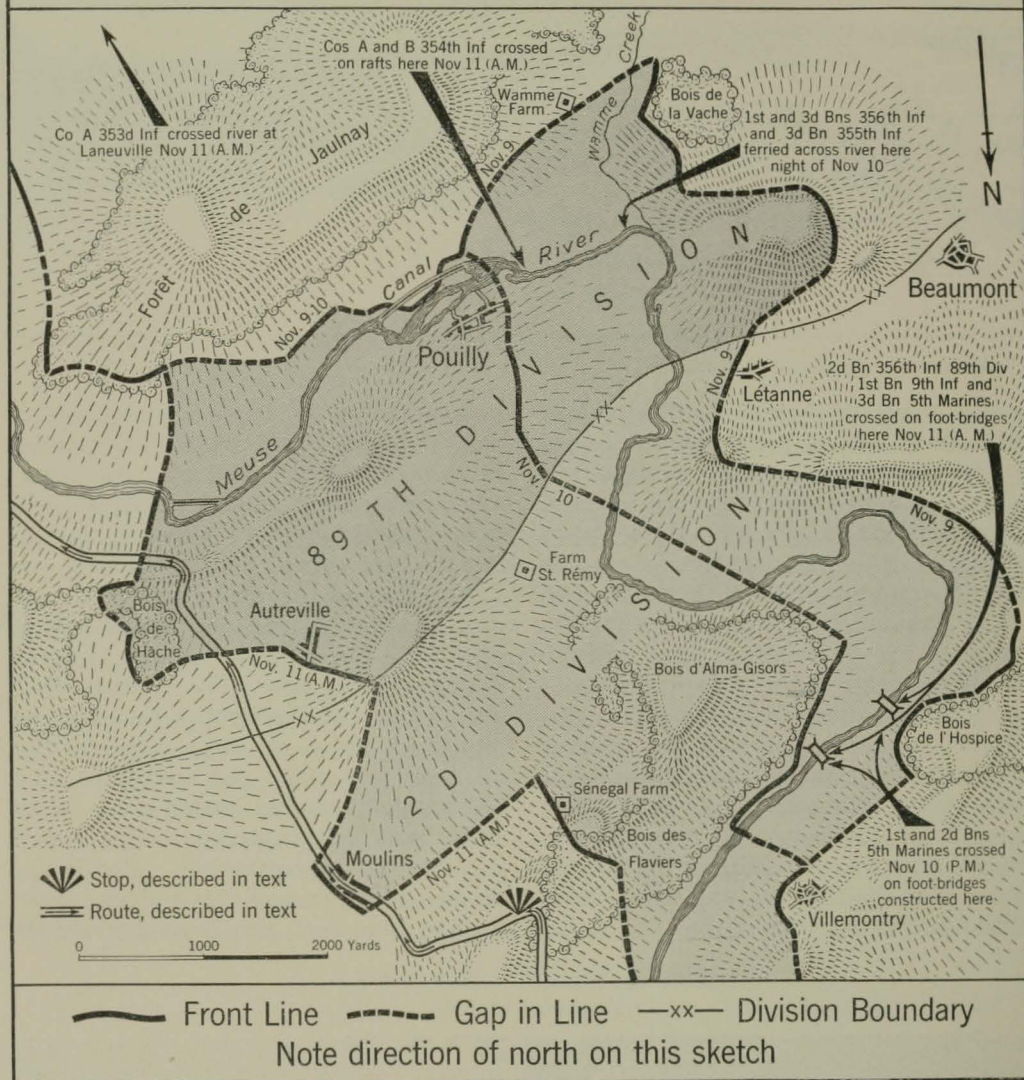 Cos A and B 354th Inf crossed
on rafts here Nov 11 (A.M.)
Creek
Wamme
Wamme
Farm
Bois de
la Vache
1st and 3d Bns 356th Inf
and 3d Bn 355th Inf
ferried across river here
night of Nov 10
Co A 353d Inf crossed river at
Laneuville Nov 11 (A.M.)
Jaulnay
de
Forêt
Nov. 9
N
River
Canal
Nov. 9-10
Pouilly
XX
Beaumont
Nov. 9
Létanne
2d Bn 356th Inf 89th Div
1st Bn 9th Inf and
3d Bn 5th Marines
crossed on foot-bridges
here Nov 11 (A.M.)
XX
Meuse
89TH DIVISION
Nov. 10
Nov. 9
Farm
St. Rémy
Autreville
Bois
de
Hâche
Nov. 11 (A.M.)
XX
Bois d'Alma-Gisors
2D DIVISION
Bois
de l'Hospice
Sénégal Farm
Bois des
Flaviers
Nov. 11 (A.M.)
Moulins
1st and 2d Bns
5th Marines crossed
Nov 10 (P.M.)
on foot-bridges
constructed here
Villemontry
Stop, described in text
Route, described in text
0 1000 2000 Yards
Front Line Gap in Line XX Division Boundary
Note direction of north on this sketch